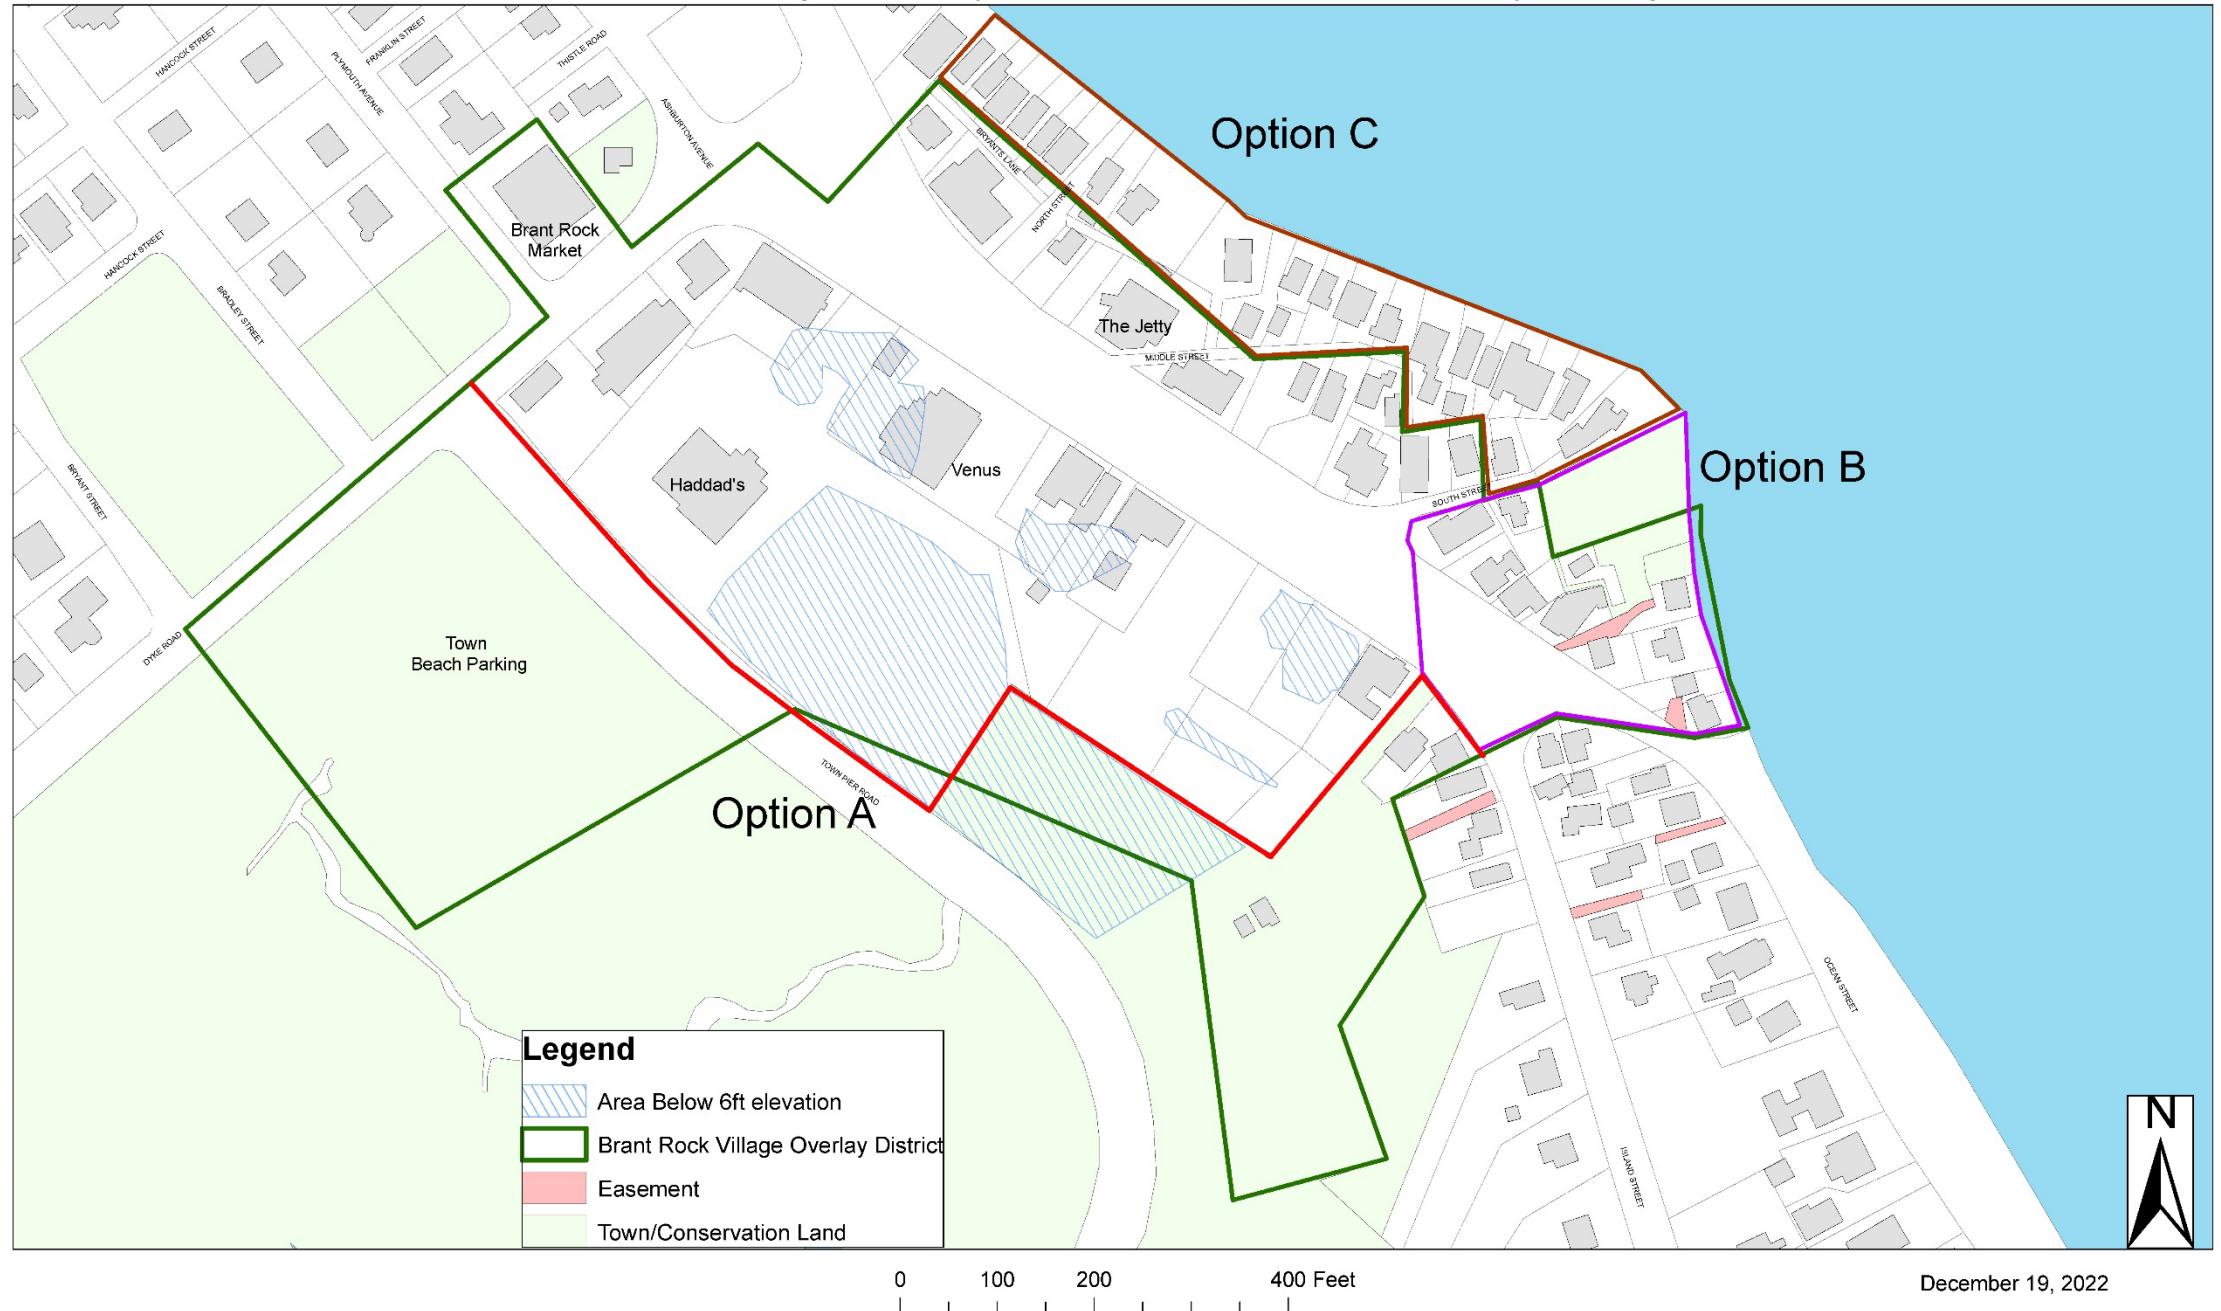 HANCOCK STREET
PLYMOUTH AVENUE
FRANKLIN STREET
THISTLE ROAD
ASHBURTON AVENUE
Option C
BRYANTS LANE
NORTH STREET
Brant Rock
Market
HANCOCK STREET
BRADLEY STREET
The Jetty
MIDDLE STREET
Haddad's
Venus
Option B
SOUTH STREET
BRYANT STREET
DYKE ROAD
Town
Beach Parking
TOWN PIER ROAD
Option A
OCEAN STREET
ISLAND STREET
Legend
Area Below 6ft elevation
Brant Rock Village Overlay District
Easement
Town/Conservation Land
N
0 100 200 400 Feet
December 19, 2022